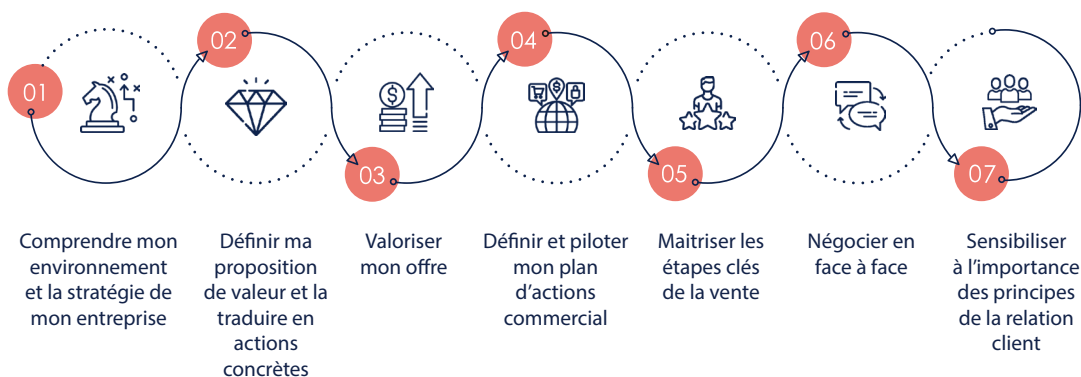 01
Comprendre mon
environnement
et la stratégie de
mon entreprise
02
Définir ma
proposition
de valeur et la
traduire en
actions
concrètes
03
Valoriser
mon offre
04
Définir et piloter
mon plan
d'actions
commercial
05
Maitriser les
étapes clés
de la vente
06
Négocier en
face à face
07
Sensibiliser
à l'importance
des principes
de la relation
client